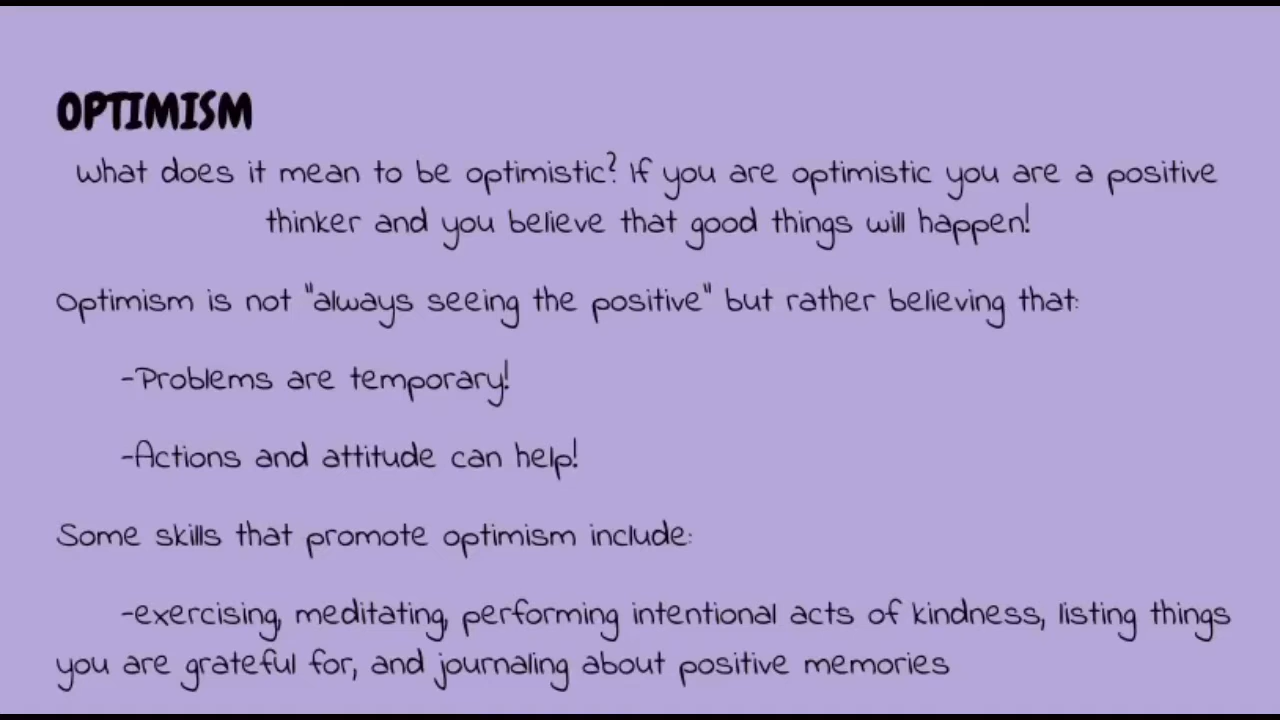 OPTIMISM
What does it mean to be optimistic? If you are optimistic you are a positive
thinker and you believe that good things will happen!
Optimism is not "always seeing the positive" but rather believing that:
-Problems are temporary!
-Actions and attitude can help!
Some skills that promote optimism include:
-exercising, meditating, performing intentional acts of kindness, listing things
you are grateful for, and journaling about positive memories